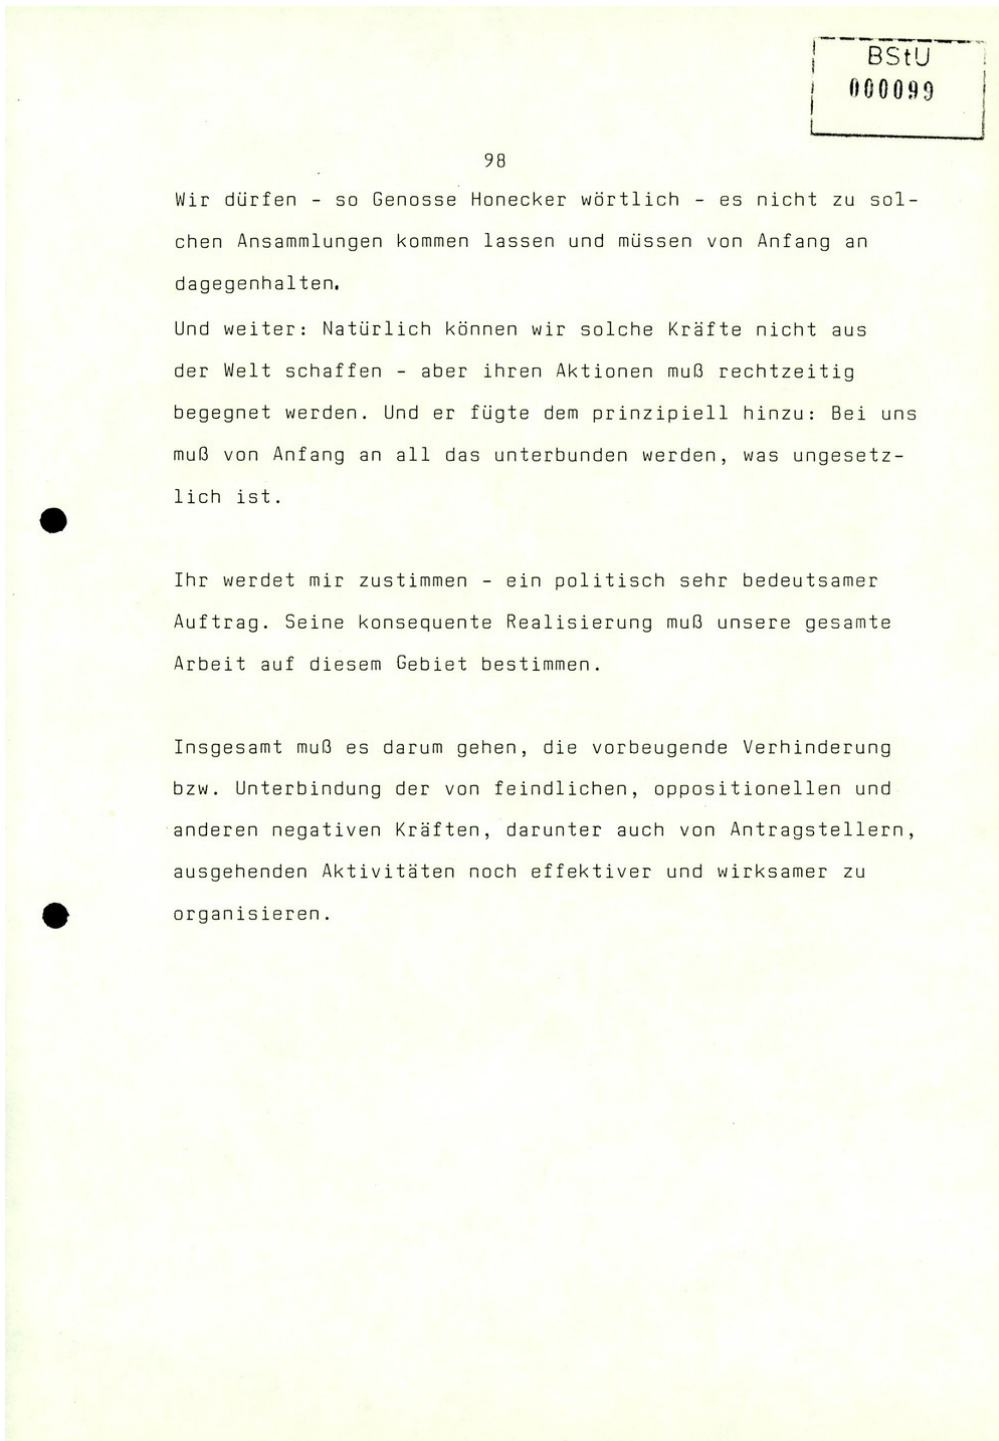 BStU
000099
98
Wir dürfen - so Genosse Honecker wörtlich - es nicht zu sol-
chen Ansammlungen kommen lassen und müssen von Anfang an
dagegenhalten.
Und weiter: Natürlich können wir solche Kräfte nicht aus
der Welt schaffen - aber ihren Aktionen muß rechtzeitig
begegnet werden. Und er fügte dem prinzipiell hinzu: Bei uns
muß von Anfang an all das unterbunden werden, was ungesetz-
lich ist.
Ihr werdet mir zustimmen - ein politisch sehr bedeutsamer
Auftrag. Seine konsequente Realisierung muß unsere gesamte
Arbeit auf diesem Gebiet bestimmen.
Insgesamt muß es darum gehen, die vorbeugende Verhinderung
bzw. Unterbindung der von feindlichen, oppositionellen und
anderen negativen Kräften, darunter auch von Antragstellern,
ausgehenden Aktivitäten noch effektiver und wirksamer zu
organisieren.